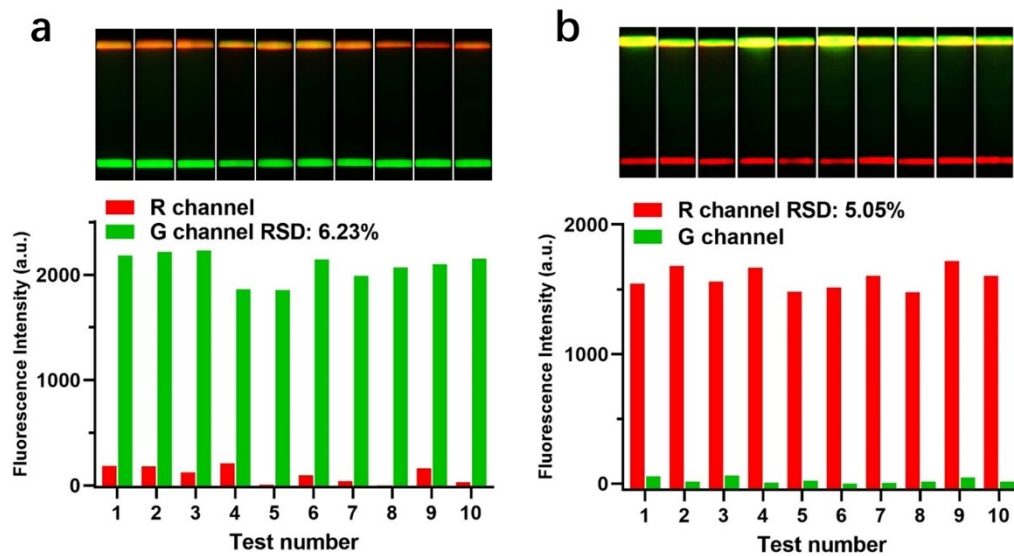 a
R channel
G channel RSD: 6.23%
Fluorescence Intensity (a.u.)
2000
1000
0
1 2 3 4 5 6 7 8 9 10
Test number
b
R channel RSD: 5.05%
G channel
Fluorescence Intensity (a.u.)
2000
1000
0
1 2 3 4 5 6 7 8 9 10
Test number